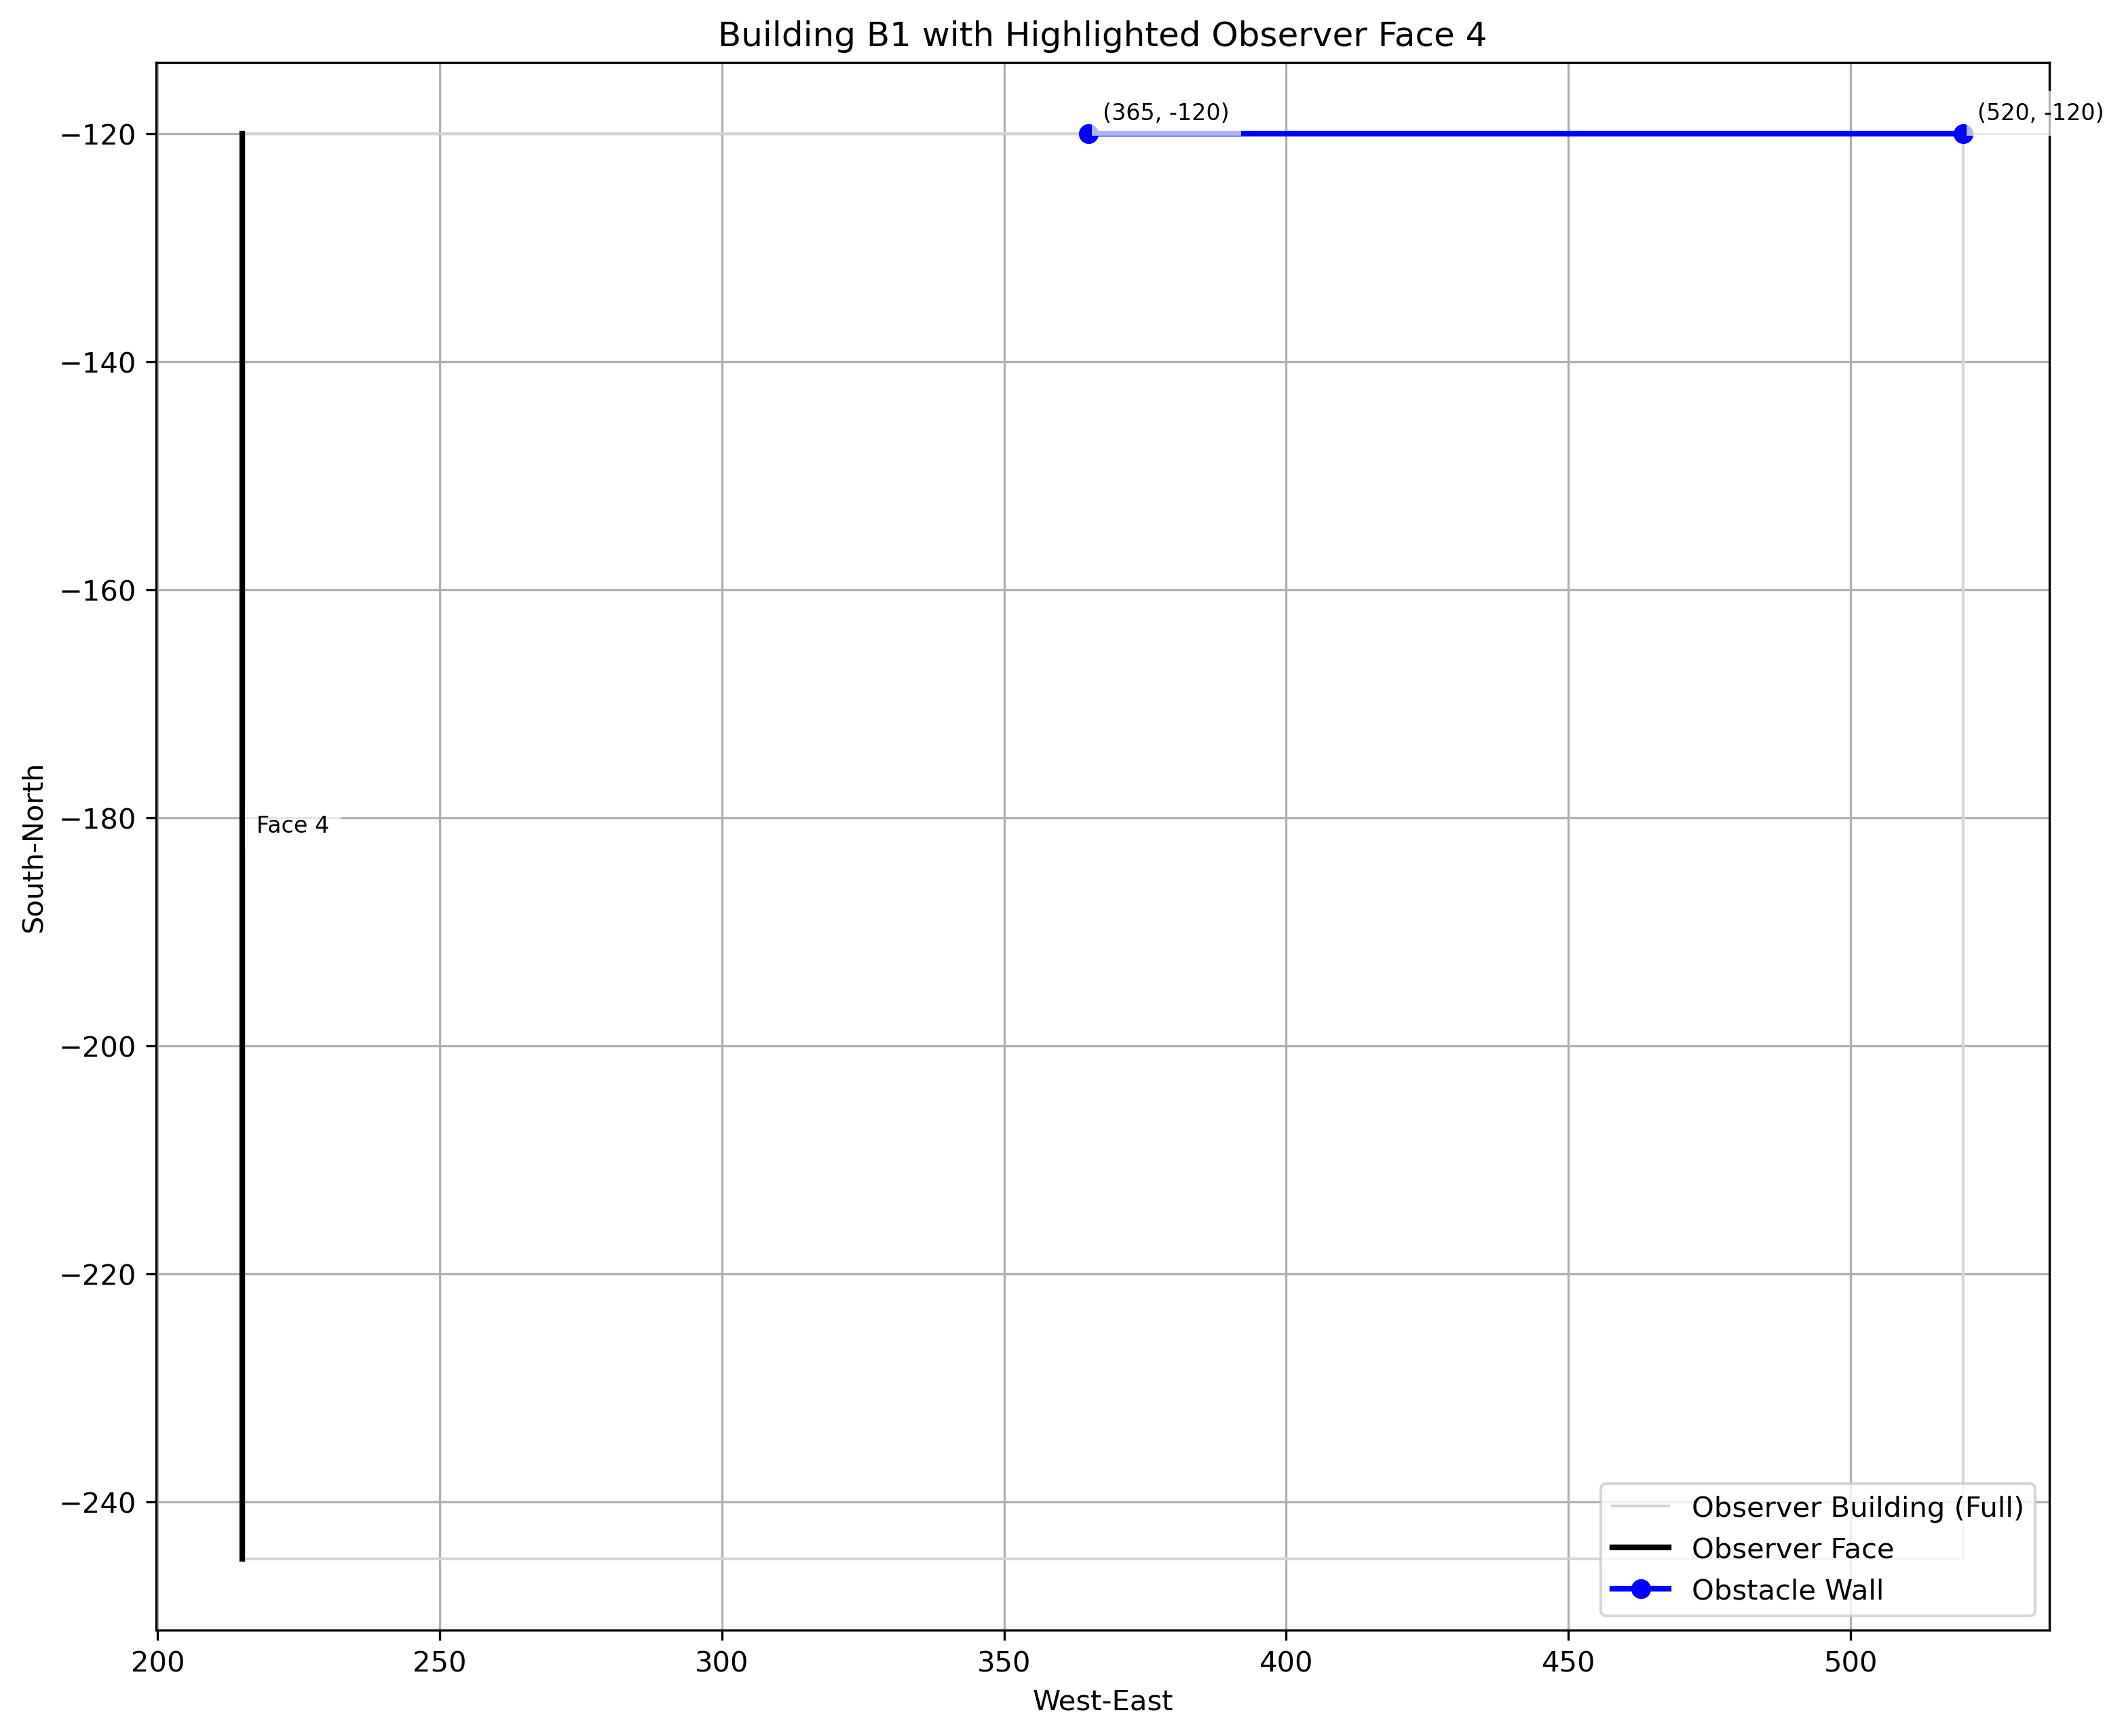 Building B1 with Highlighted Observer Face 4
(365, -120)
(520, -120)
−120
−140
−160
−180
−200
−220
−240
South-North
Face 4
Observer Building (Full)
Observer Face
Obstacle Wall
200
250
300
350
400
450
500
West-East